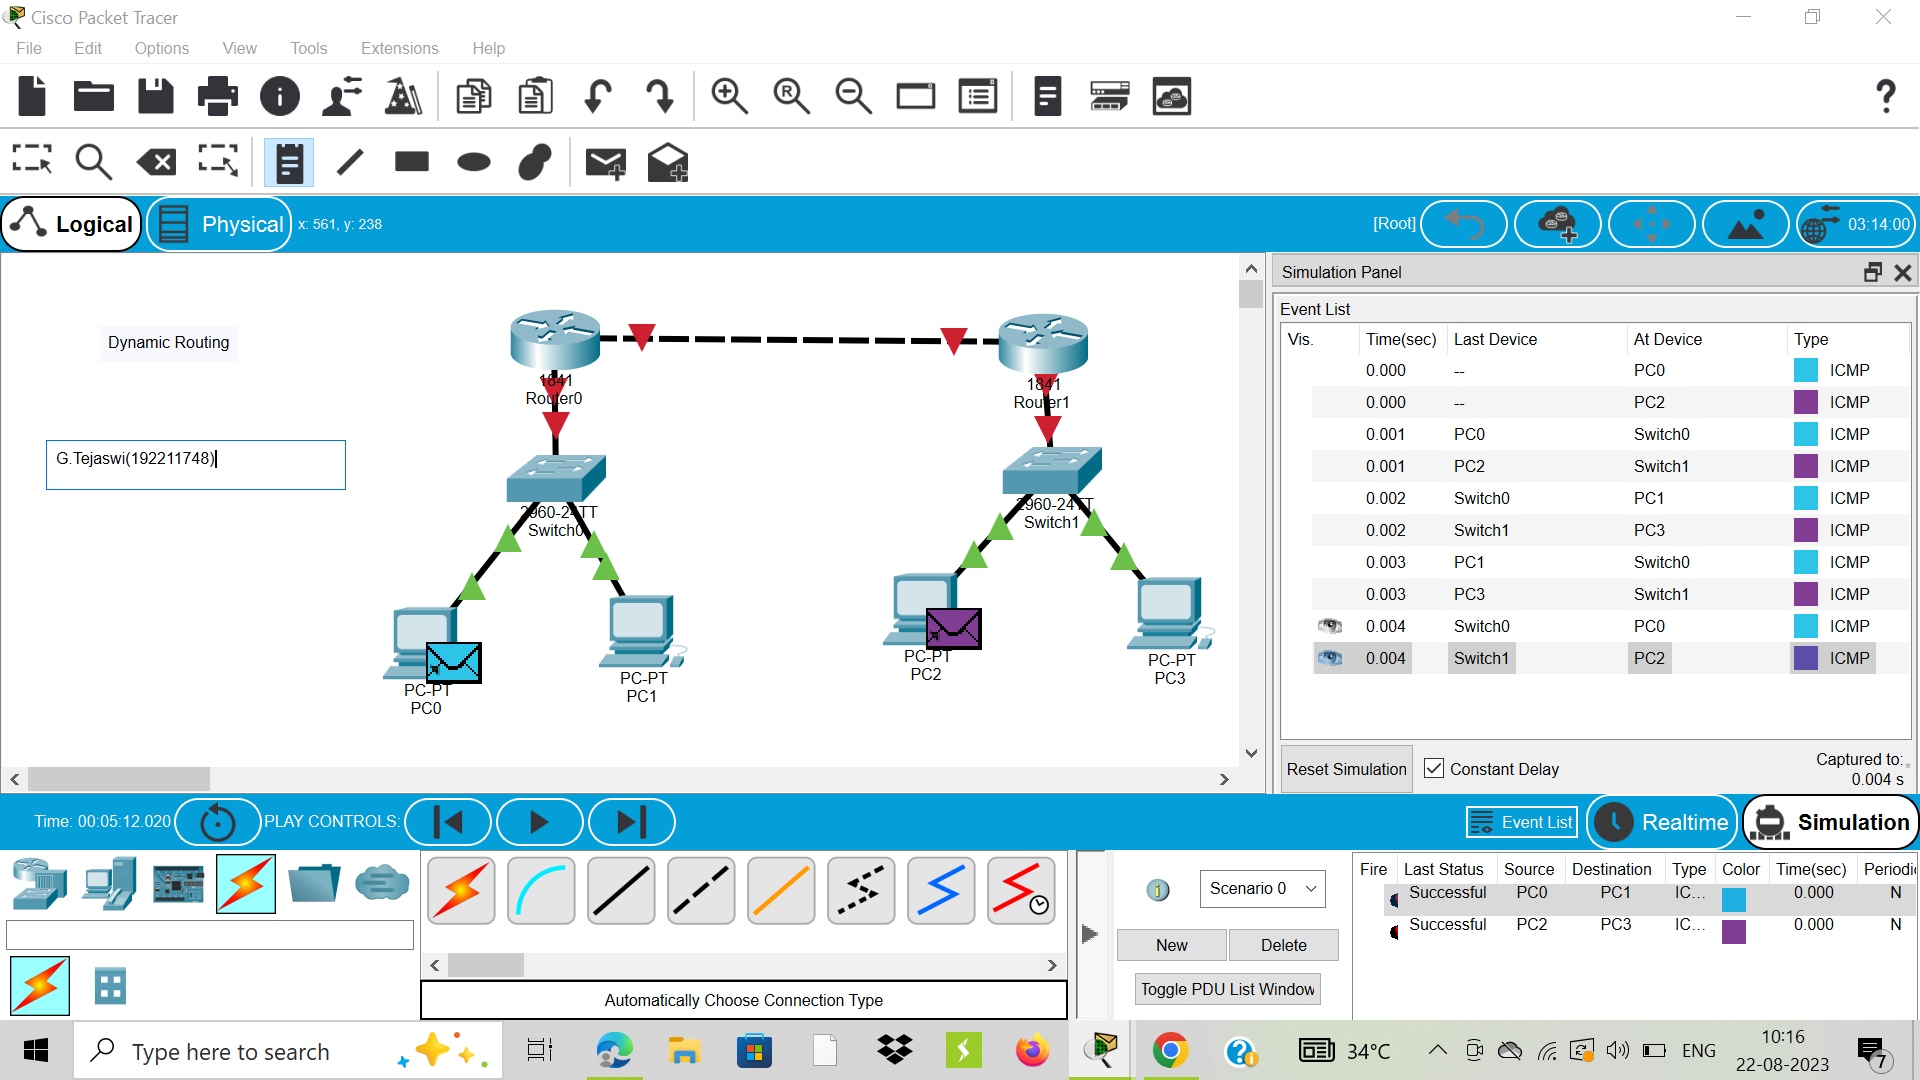 Cisco Packet Tracer
File Edit Options View Tools Extensions Help
Logical Physical x: 561, y: 238 [Root] 03:14:00
Dynamic Routing
G.Tejaswi(192211748)
1841
Router0
1841
Router1
2960-24TT
Switch0
2960-24TT
Switch1
PC-PT
PC0
PC-PT
PC1
PC-PT
PC2
PC-PT
PC3
Simulation Panel
Event List
Vis. Time(sec) Last Device At Device Type
0.000 -- PC0 ICMP
0.000 -- PC2 ICMP
0.001 PC0 Switch0 ICMP
0.001 PC2 Switch1 ICMP
0.002 Switch0 PC1 ICMP
0.002 Switch1 PC3 ICMP
0.003 PC1 Switch0 ICMP
0.003 PC3 Switch1 ICMP
0.004 Switch0 PC0 ICMP
0.004 Switch1 PC2 ICMP
Reset Simulation Constant Delay
Captured to:*
0.004 s
Time: 00:05:12.020 PLAY CONTROLS:
Event List Realtime Simulation
Automatically Choose Connection Type
Scenario 0
New Delete
Toggle PDU List Window
Fire Last Status Source Destination Type Color Time(sec) Periodic
Successful PC0 PC1 IC... 0.000 N
Successful PC2 PC3 IC... 0.000 N
Type here to search
34°C
ENG
10:16
22-08-2023
7